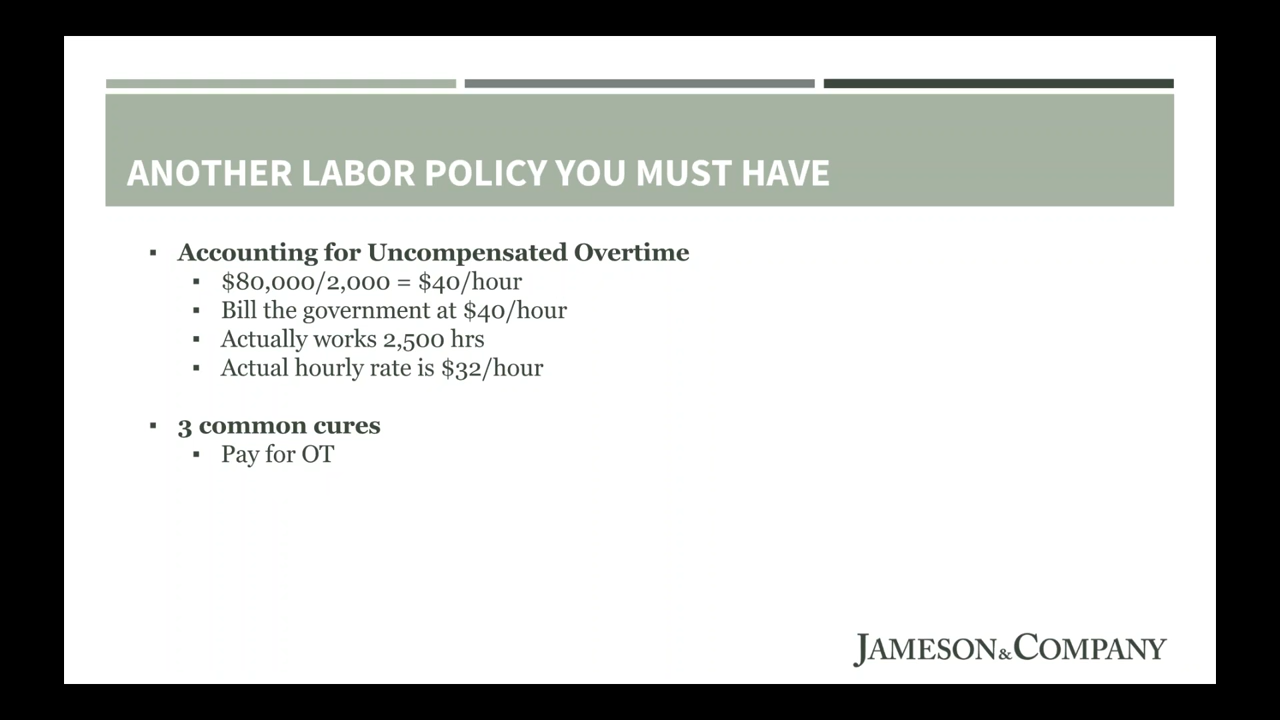 ANOTHER LABOR POLICY YOU MUST HAVE
▪ Accounting for Uncompensated Overtime
▪ $80,000/2,000 = $40/hour
▪ Bill the government at $40/hour
▪ Actually works 2,500 hrs
▪ Actual hourly rate is $32/hour
▪ 3 common cures
▪ Pay for OT
JAMESON&COMPANY